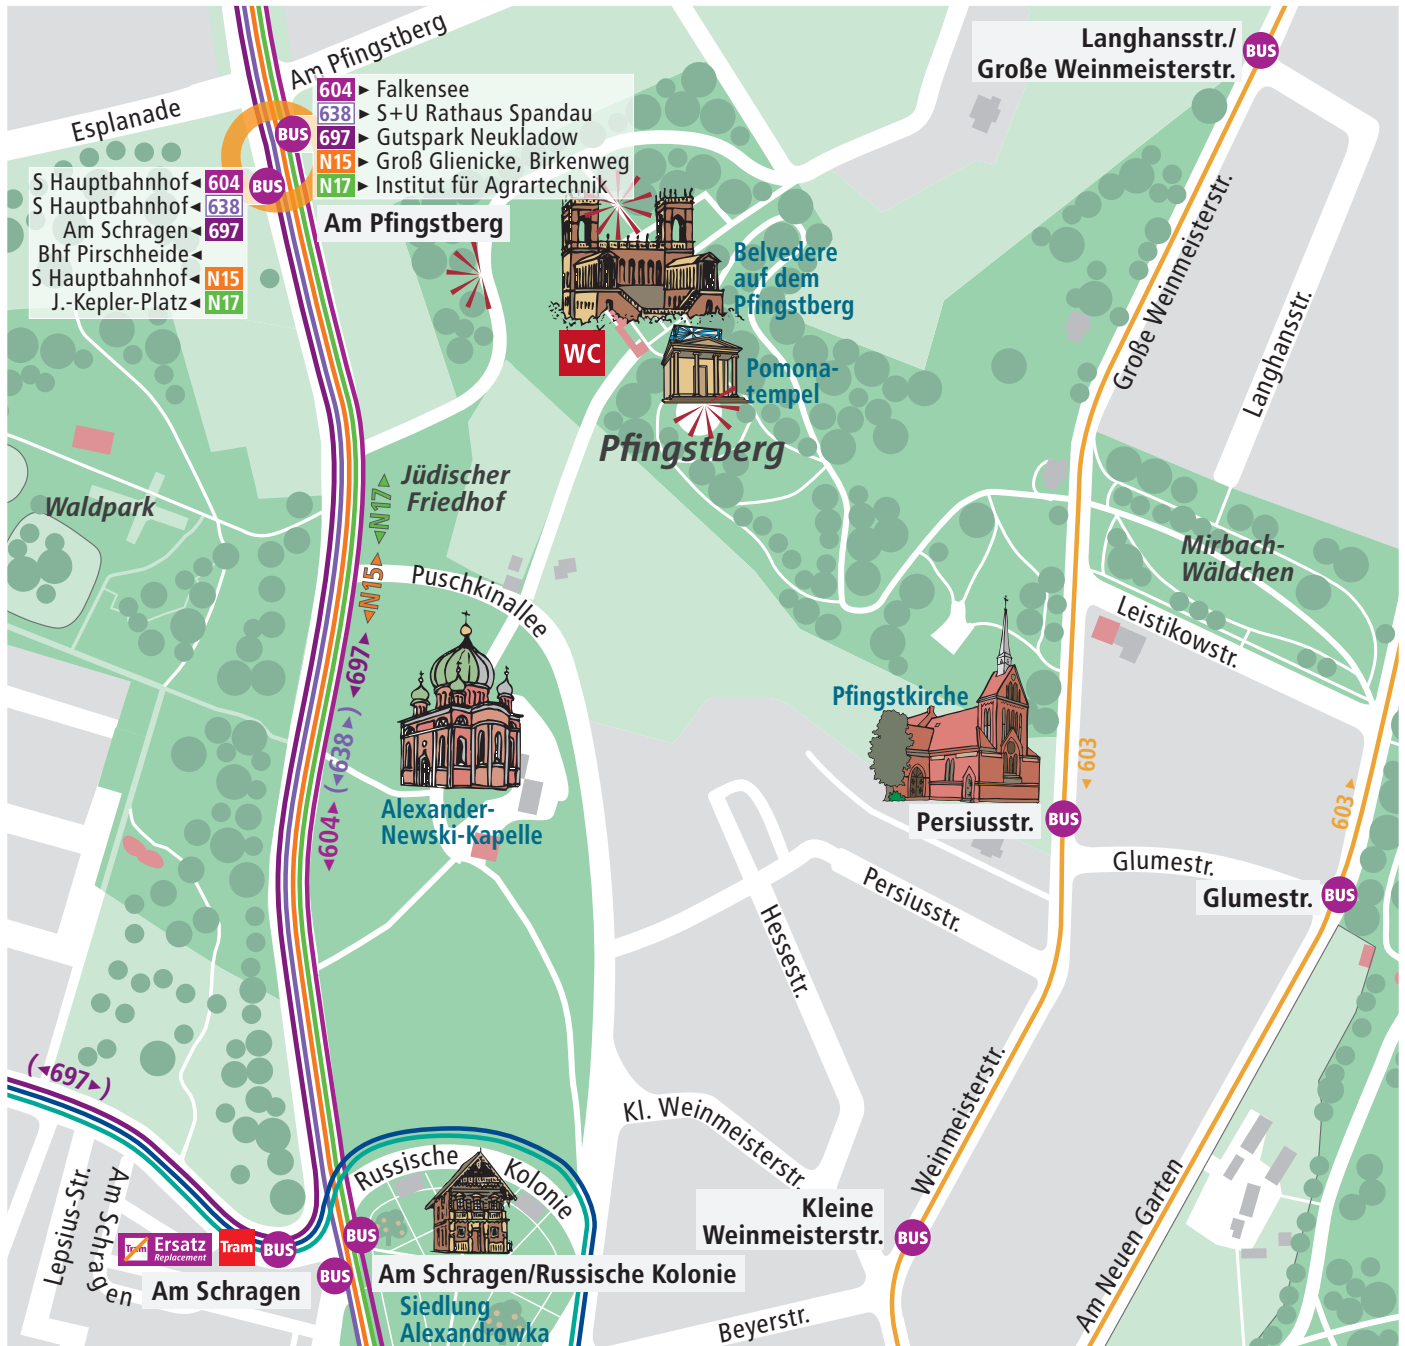 Langhansstr./
Große Weinmeisterstr.
BUS
Am Pfingstberg
Esplanade
604 ► Falkensee
638 ► S+U Rathaus Spandau
697 ► Gutspark Neukladow
N15 ► Groß Glienicke, Birkenweg
N17 ► Institut für Agrartechnik
BUS
BUS
S Hauptbahnhof ◄ 604
S Hauptbahnhof ◄ 638
Am Schragen ◄ 697
Bhf Pirschheide ◄
S Hauptbahnhof ◄ N15
J.-Kepler-Platz ◄ N17
Am Pfingstberg
Belvedere
auf dem
Pfingstberg
WC
Pomona-
tempel
Pfingstberg
Große Weinmeisterstr.
Langhansstr.
Jüdischer
Friedhof
Waldpark
◄N17►
◄N15►
◄697►
(◄638►)
◄604►
Puschkinallee
Mirbach-
Wäldchen
Leistikowstr.
Pfingstkirche
◄ 603
603 ►
Alexander-
Newski-Kapelle
Persiusstr.
BUS
Glumestr.
Glumestr.
BUS
Persiusstr.
Hessestr.
(◄697►)
Kl. Weinmeisterstr.
Weinmeisterstr.
Am Neuen Garten
Russische
Kolonie
Lepsius-Str.
Am Schragen
Kleine
Weinmeisterstr.
BUS
Tram
Ersatz
Replacement
Tram
BUS
BUS
BUS
Am Schragen
Am Schragen/Russische Kolonie
Siedlung
Alexandrowka
Beyerstr.